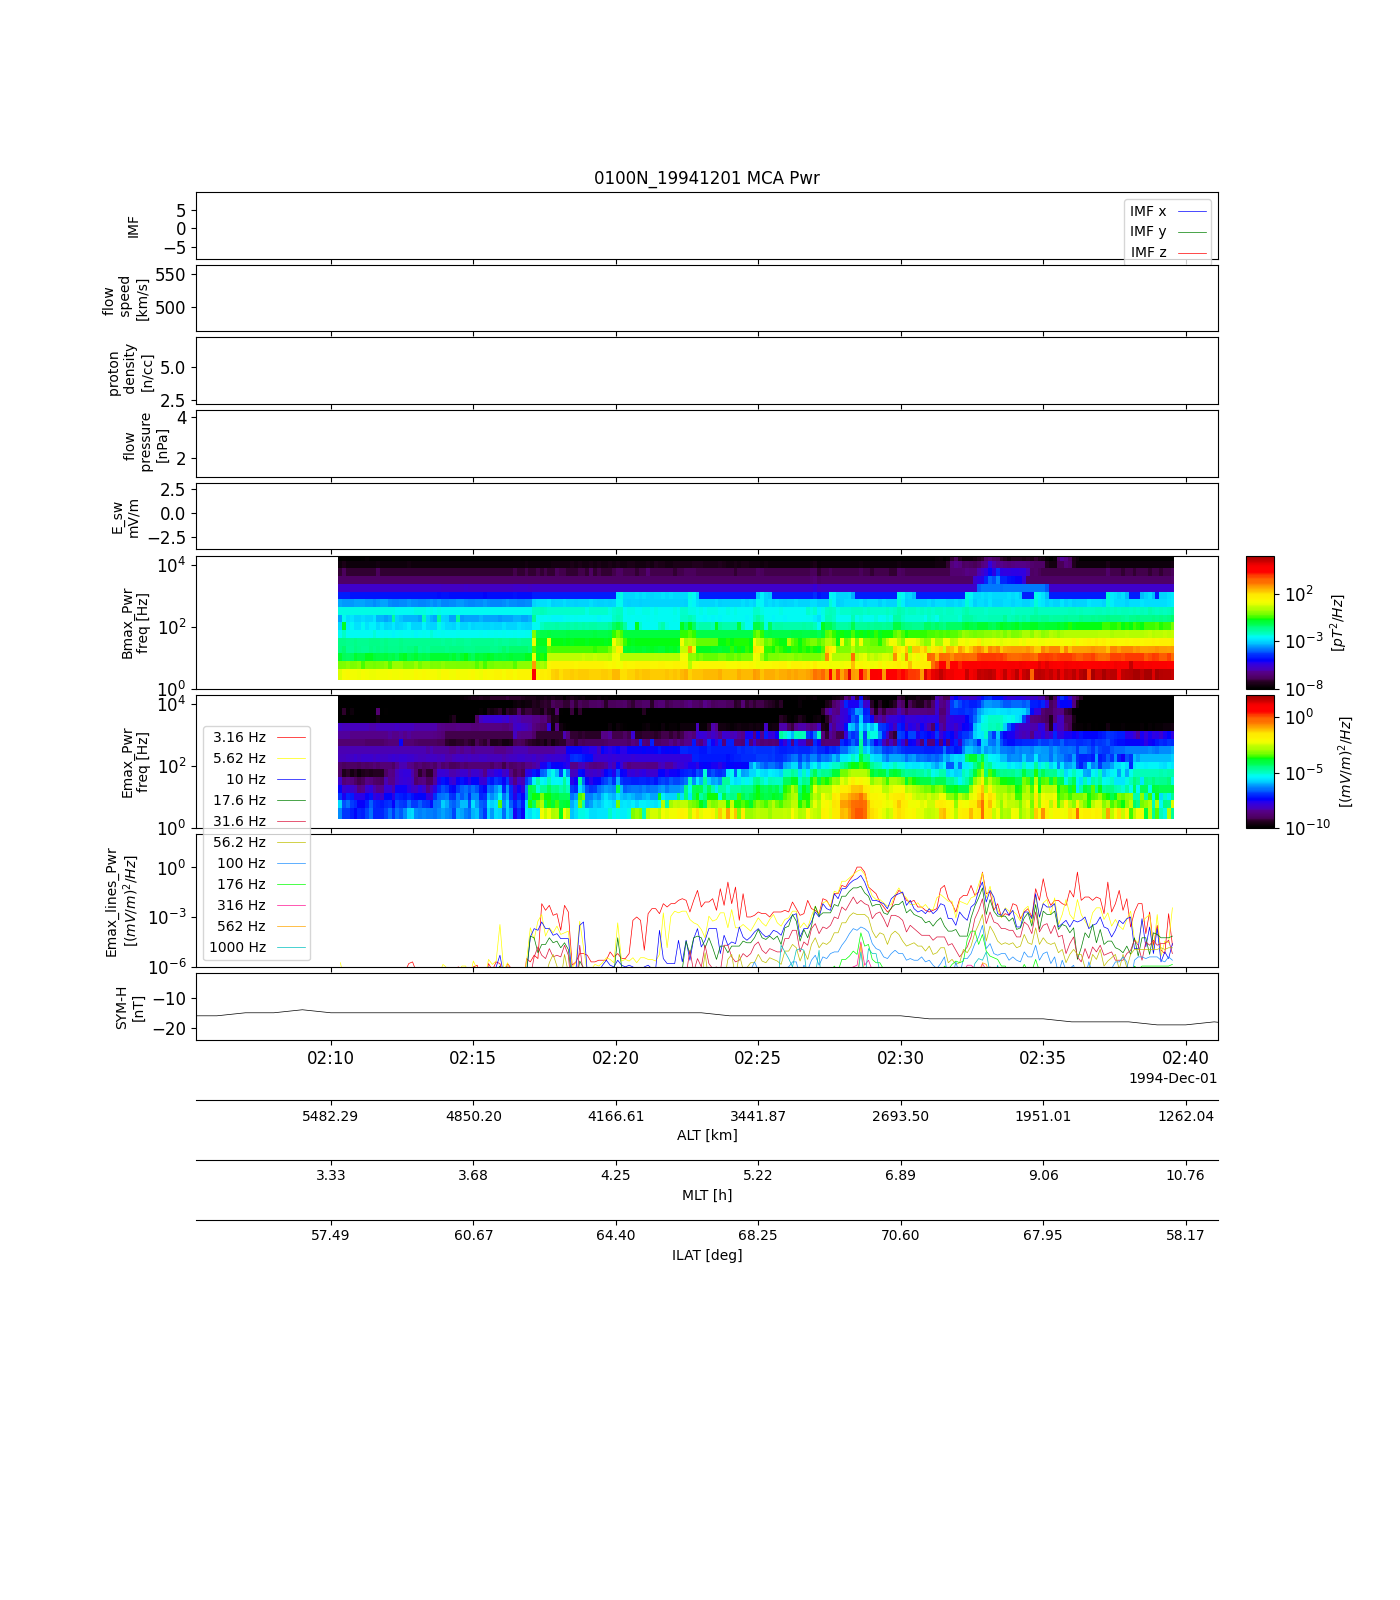 0100N_19941201 MCA Pwr
5
0
−5
IMF
IMF x
IMF y
IMF z
550
500
flow
speed
[km/s]
5.0
2.5
proton
density
[n/cc]
4
2
flow
pressure
[nPa]
2.5
0.0
−2.5
E_sw
mV/m
10^4
10^2
10^0
Bmax_Pwr
freq [Hz]
10^2
10^−3
10^−8
[pT^2/Hz]
10^4
10^2
10^0
Emax_Pwr
freq [Hz]
10^0
10^−5
10^−10
[(mV/m)^2/Hz]
3.16 Hz
5.62 Hz
10 Hz
17.6 Hz
31.6 Hz
56.2 Hz
100 Hz
176 Hz
316 Hz
562 Hz
1000 Hz
10^0
10^−3
10^−6
Emax_lines_Pwr
[(mV/m)^2/Hz]
−10
−20
SYM-H
[nT]
02:10 02:15 02:20 02:25 02:30 02:35 02:40
1994-Dec-01
5482.29 4850.20 4166.61 3441.87 2693.50 1951.01 1262.04
ALT [km]
3.33 3.68 4.25 5.22 6.89 9.06 10.76
MLT [h]
57.49 60.67 64.40 68.25 70.60 67.95 58.17
ILAT [deg]